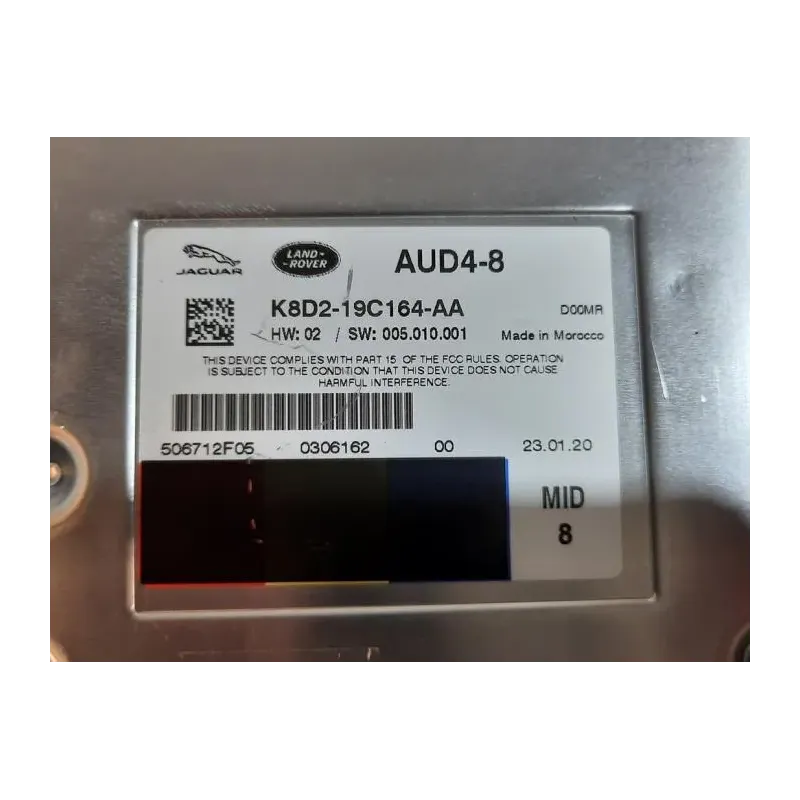 JAGUAR
LAND-
-ROVER
AUD4-8
K8D2-19C164-AA
D00MR
HW: 02 / SW: 005.010.001
Made in Morocco
THIS DEVICE COMPLIES WITH PART 15 OF THE FCC RULES. OPERATION
IS SUBJECT TO THE CONDITION THAT THIS DEVICE DOES NOT CAUSE
HARMFUL INTERFERENCE.
506712F05 0306162 00 23.01.20
MID
8